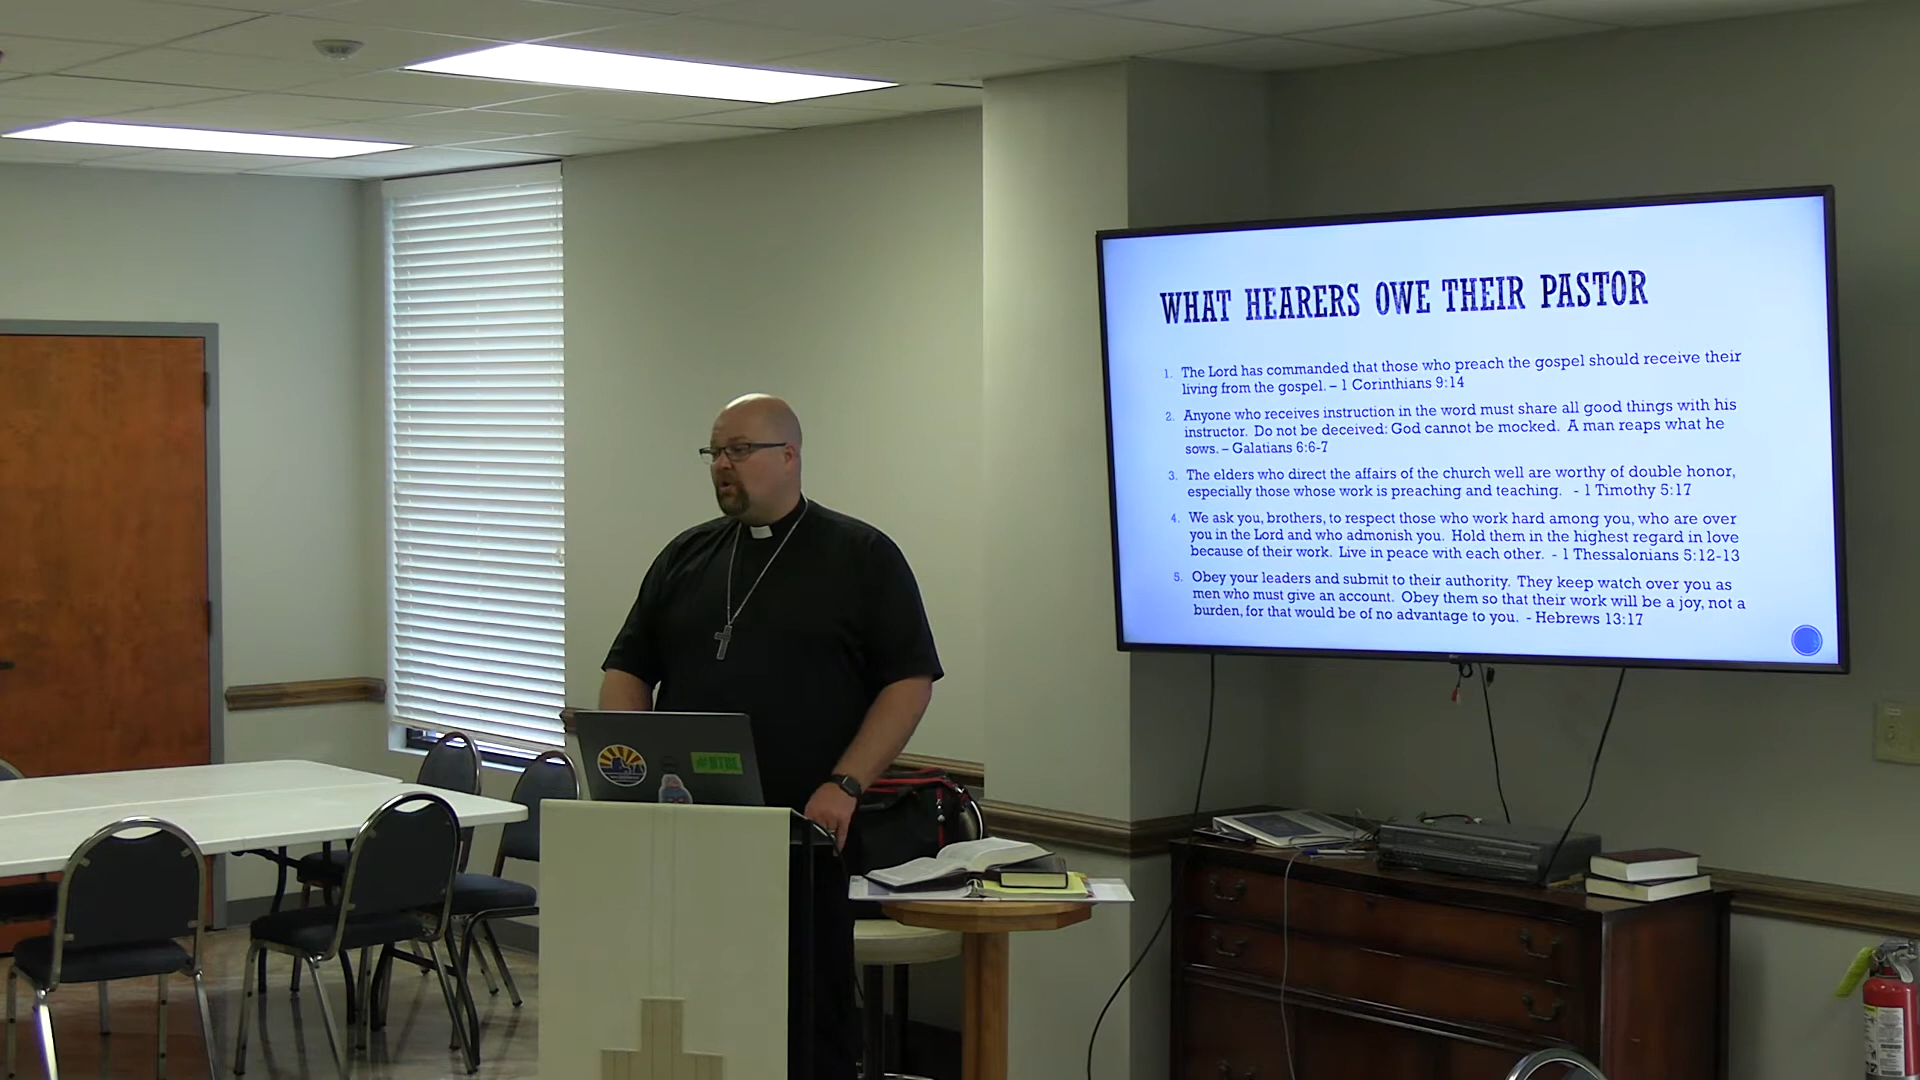 WHAT HEARERS OWE THEIR PASTOR
1. The Lord has commanded that those who preach the gospel should receive their
living from the gospel. – 1 Corinthians 9:14
2. Anyone who receives instruction in the word must share all good things with his
instructor. Do not be deceived: God cannot be mocked. A man reaps what he
sows. – Galatians 6:6-7
3. The elders who direct the affairs of the church well are worthy of double honor,
especially those whose work is preaching and teaching. - 1 Timothy 5:17
4. We ask you, brothers, to respect those who work hard among you, who are over
you in the Lord and who admonish you. Hold them in the highest regard in love
because of their work. Live in peace with each other. - 1 Thessalonians 5:12-13
5. Obey your leaders and submit to their authority. They keep watch over you as
men who must give an account. Obey them so that their work will be a joy, not a
burden, for that would be of no advantage to you. - Hebrews 13:17